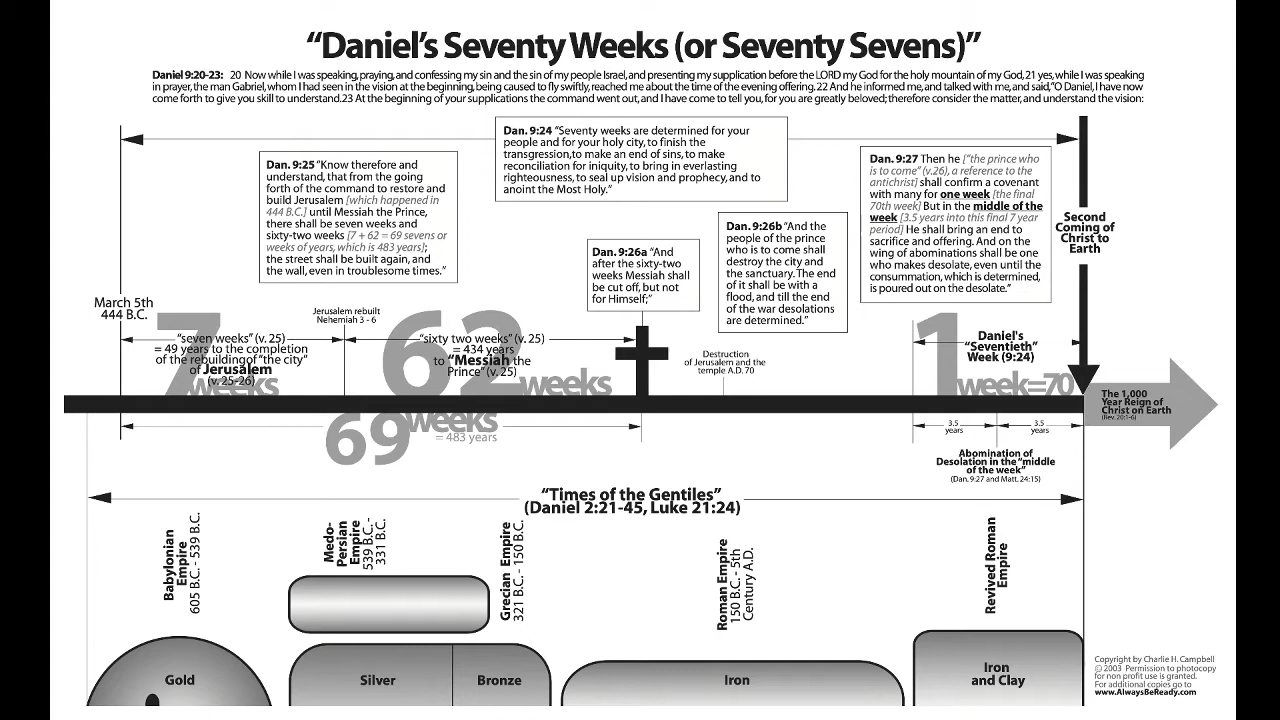 “Daniel’s Seventy Weeks (or Seventy Sevens)”
Daniel 9:20-23: 20 Now while I was speaking, praying, and confessing my sin and the sin of my people Israel, and presenting my supplication before the LORD my God for the holy mountain of my God, 21 yes, while I was speaking
in prayer, the man Gabriel, whom I had seen in the vision at the beginning, being caused to fly swiftly, reached me about the time of the evening offering. 22 And he informed me, and talked with me, and said, “O Daniel, I have now
come forth to give you skill to understand. 23 At the beginning of your supplications the command went out, and I have come to tell you, for you are greatly beloved; therefore consider the matter, and understand the vision:
Dan. 9:24 “Seventy weeks are determined for your
people and for your holy city, to finish the
transgression, to make an end of sins, to make
reconciliation for iniquity, to bring in everlasting
righteousness, to seal up vision and prophecy, and to
anoint the Most Holy.”
Dan. 9:25 “Know therefore and
understand, that from the going
forth of the command to restore and
build Jerusalem [which happened in
444 B.C.] until Messiah the Prince,
there shall be seven weeks and
sixty-two weeks [7 + 62 = 69 sevens or
weeks of years, which is 483 years];
the street shall be built again, and
the wall, even in troublesome times.”
Dan. 9:26a “And
after the sixty-two
weeks Messiah shall
be cut off, but not
for Himself;”
Dan. 9:26b “And the
people of the prince
who is to come shall
destroy the city and
the sanctuary. The end
of it shall be with a
flood, and till the end
of the war desolations
are determined.”
Dan. 9:27 Then he [“the prince who
is to come” (v.26), a reference to the
antichrist] shall confirm a covenant
with many for one week [the final
70th week] But in the middle of the
week [3.5 years into this final 7 year
period] He shall bring an end to
sacrifice and offering. And on the
wing of abominations shall be one
who makes desolate, even until the
consummation, which is determined,
is poured out on the desolate.”
Second
Coming of
Christ to
Earth
March 5th
444 B.C.
Jerusalem rebuilt
Nehemiah 3 - 6
7
weeks
“seven weeks” (v. 25)
= 49 years to the completion
of the rebuilding of “the city”
of Jerusalem
(v. 25-26)
62
weeks
“sixty two weeks” (v. 25)
= 434 years
to “Messiah the
Prince” (v. 25)
Destruction
of Jerusalem and the
temple A.D. 70
1
week=70
Daniel's
“Seventieth”
Week (9:24)
The 1,000
Year Reign of
Christ on Earth
(Rev. 20:1-6)
69
weeks
= 483 years
3.5
years
3.5
years
Abomination of
Desolation in the “middle
of the week”
(Dan. 9:27 and Matt. 24:15)
“Times of the Gentiles”
(Daniel 2:21-45, Luke 21:24)
Babylonian
Empire
605 B.C. - 539 B.C.
Medo-
Persian
Empire
539 B.C. -
331 B.C.
Grecian Empire
321 B.C. - 150 B.C.
Roman Empire
150 B.C. - 5th
Century A.D.
Revived Roman
Empire
Gold
Silver
Bronze
Iron
Iron
and Clay
Copyright by Charlie H. Campbell
© 2003 Permission to photocopy
for non profit use is granted.
For additional copies go to
www.AlwaysBeReady.com